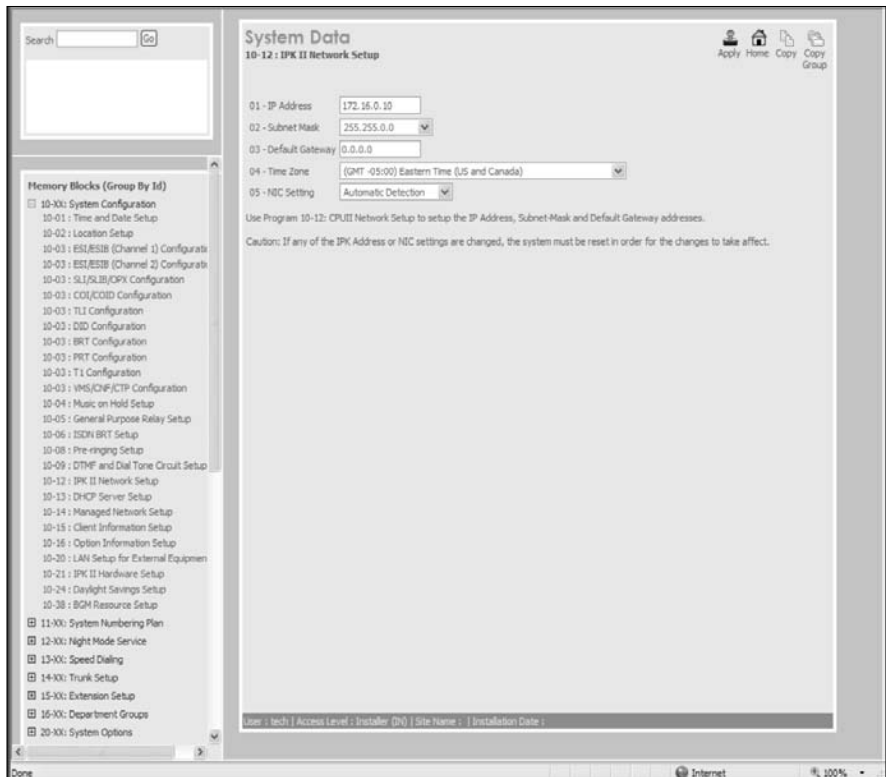 Search
Go
System Data
10-12 : IPK II Network Setup
Apply Home Copy Copy Group
01 - IP Address 172.16.0.10
02 - Subnet Mask 255.255.0.0
03 - Default Gateway 0.0.0.0
04 - Time Zone (GMT -05:00) Eastern Time (US and Canada)
05 - NIC Setting Automatic Detection
Use Program 10-12: CPUII Network Setup to setup the IP Address, Subnet-Mask and Default Gateway addresses.
Caution: If any of the IPK Address or NIC settings are changed, the system must be reset in order for the changes to take affect.
Memory Blocks (Group By Id)
10-XX: System Configuration
10-01 : Time and Date Setup
10-02 : Location Setup
10-03 : ESI/ESIB (Channel 1) Configuratic
10-03 : ESI/ESIB (Channel 2) Configuratic
10-03 : SLI/SLIB/OPX Configuration
10-03 : COI/COID Configuration
10-03 : TLI Configuration
10-03 : DID Configuration
10-03 : BRT Configuration
10-03 : PRT Configuration
10-03 : T1 Configuration
10-03 : VMS/CNF/CTP Configuration
10-04 : Music on Hold Setup
10-05 : General Purpose Relay Setup
10-06 : ISDN BRT Setup
10-08 : Pre-ringing Setup
10-09 : DTMF and Dial Tone Circuit Setup
10-12 : IPK II Network Setup
10-13 : DHCP Server Setup
10-14 : Managed Network Setup
10-15 : Client Information Setup
10-16 : Option Information Setup
10-20 : LAN Setup for External Equipmen
10-21 : IPK II Hardware Setup
10-24 : Daylight Savings Setup
10-38 : BGM Resource Setup
11-XX: System Numbering Plan
12-XX: Night Mode Service
13-XX: Speed Dialing
14-XX: Trunk Setup
15-XX: Extension Setup
16-XX: Department Groups
20-XX: System Options
User : tech | Access Level : Installer (IN) | Site Name : | Installation Date :
Done
Internet
100%